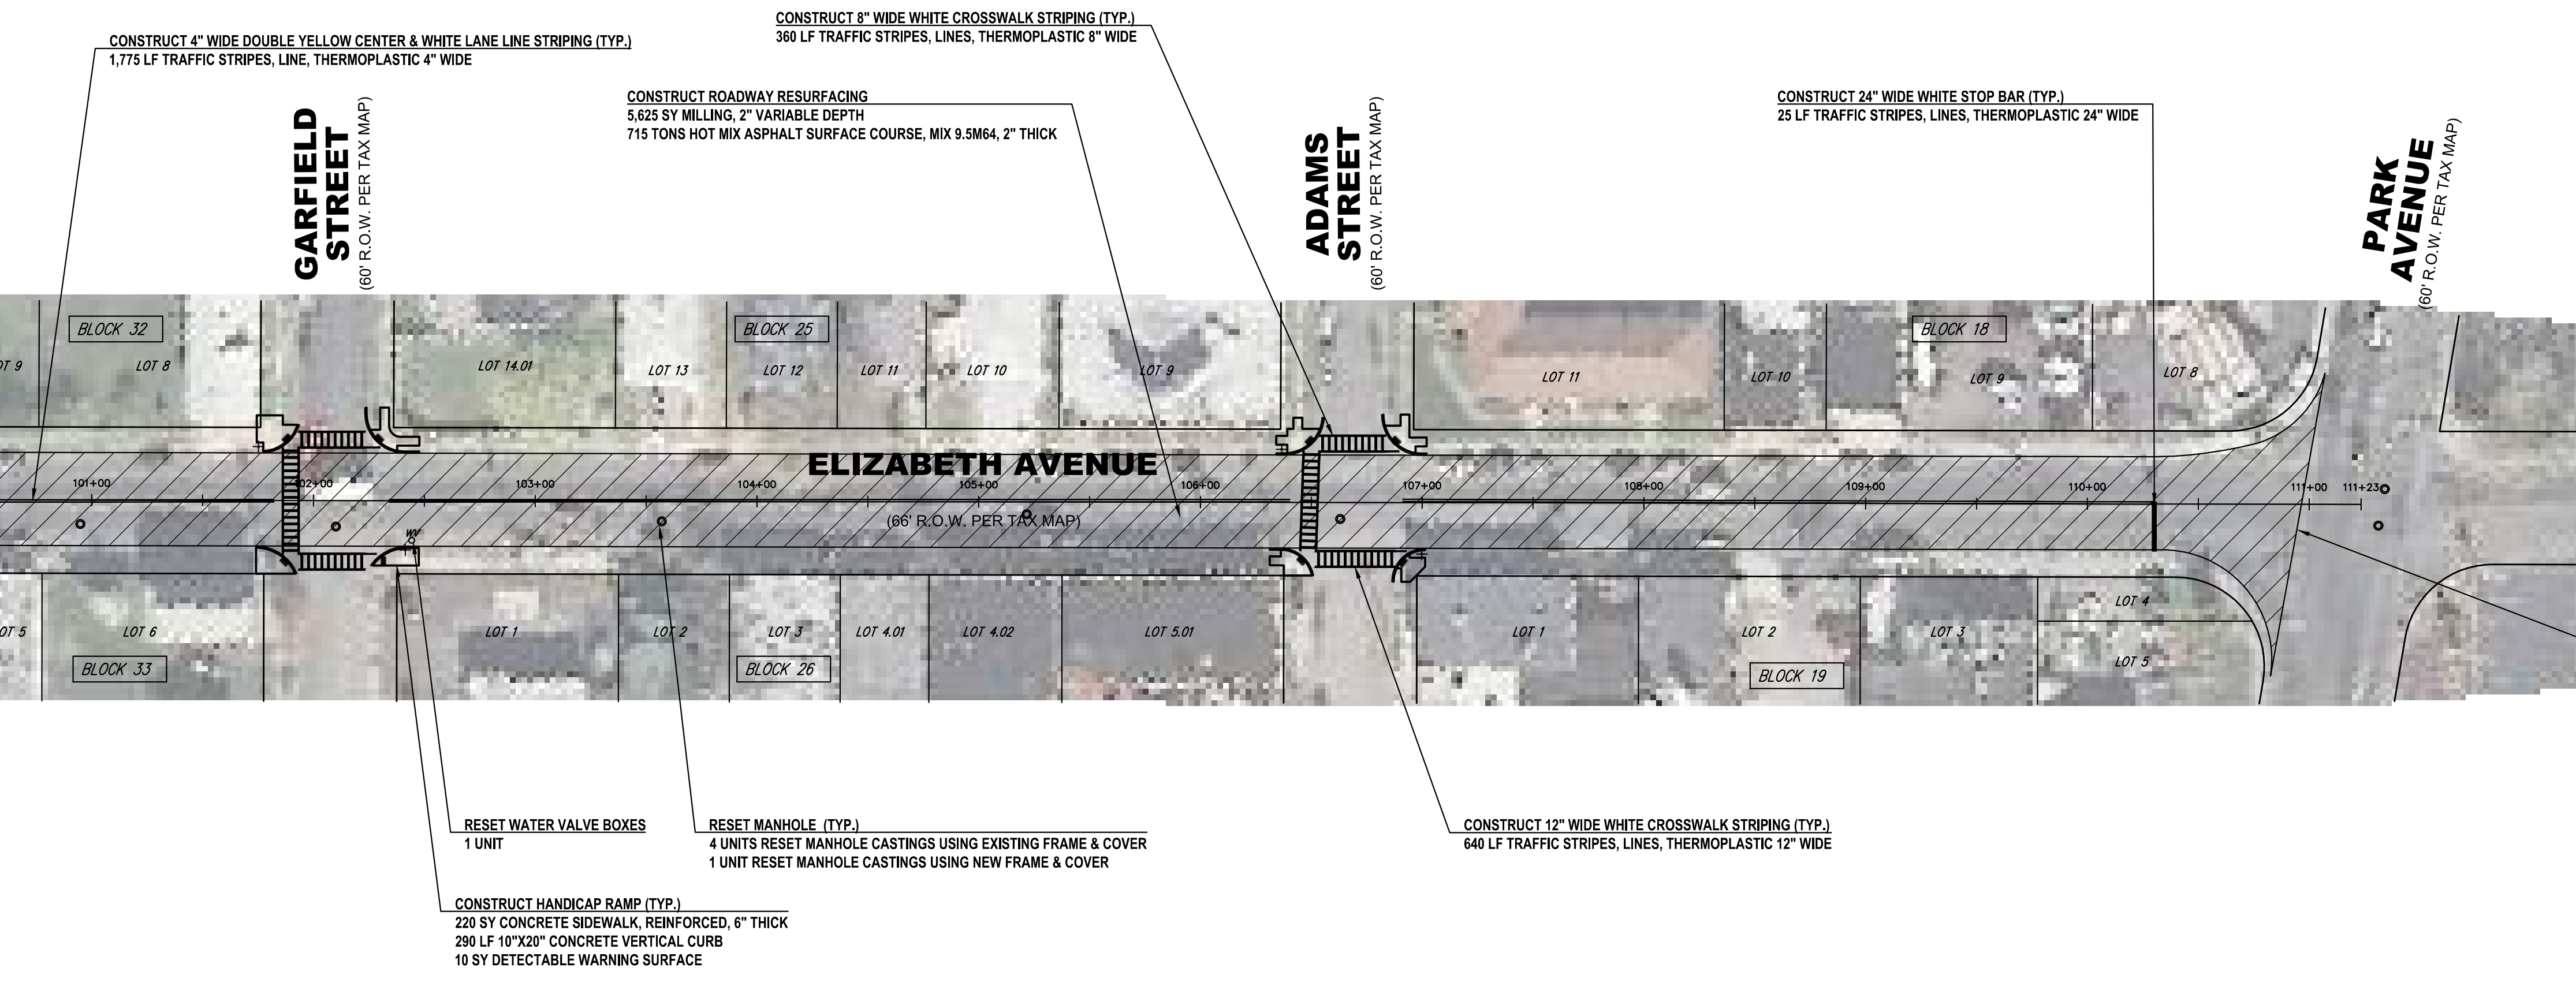 CONSTRUCT 8" WIDE WHITE CROSSWALK STRIPING (TYP.)
360 LF TRAFFIC STRIPES, LINES, THERMOPLASTIC 8" WIDE
CONSTRUCT 4" WIDE DOUBLE YELLOW CENTER & WHITE LANE LINE STRIPING (TYP.)
1,775 LF TRAFFIC STRIPES, LINE, THERMOPLASTIC 4" WIDE
CONSTRUCT ROADWAY RESURFACING
5,625 SY MILLING, 2" VARIABLE DEPTH
715 TONS HOT MIX ASPHALT SURFACE COURSE, MIX 9.5M64, 2" THICK
CONSTRUCT 24" WIDE WHITE STOP BAR (TYP.)
25 LF TRAFFIC STRIPES, LINES, THERMOPLASTIC 24" WIDE
GARFIELD
STREET
(60' R.O.W. PER TAX MAP)
ADAMS
STREET
(60' R.O.W. PER TAX MAP)
PARK
AVENUE
(60' R.O.W. PER TAX MAP)
BLOCK 32
BLOCK 25
BLOCK 18
OT 9
LOT 8
LOT 14.01
LOT 13
LOT 12
LOT 11
LOT 10
LOT 9
LOT 11
LOT 10
LOT 9
LOT 8
ELIZABETH AVENUE
101+00
102+00
103+00
104+00
105+00
106+00
107+00
108+00
109+00
110+00
111+00
111+23
(66' R.O.W. PER TAX MAP)
WV
OT 5
LOT 6
LOT 1
LOT 2
LOT 3
LOT 4.01
LOT 4.02
LOT 5.01
LOT 1
LOT 2
LOT 3
LOT 4
LOT 5
BLOCK 33
BLOCK 26
BLOCK 19
RESET WATER VALVE BOXES
1 UNIT
RESET MANHOLE (TYP.)
4 UNITS RESET MANHOLE CASTINGS USING EXISTING FRAME & COVER
1 UNIT RESET MANHOLE CASTINGS USING NEW FRAME & COVER
CONSTRUCT 12" WIDE WHITE CROSSWALK STRIPING (TYP.)
640 LF TRAFFIC STRIPES, LINES, THERMOPLASTIC 12" WIDE
CONSTRUCT HANDICAP RAMP (TYP.)
220 SY CONCRETE SIDEWALK, REINFORCED, 6" THICK
290 LF 10"X20" CONCRETE VERTICAL CURB
10 SY DETECTABLE WARNING SURFACE